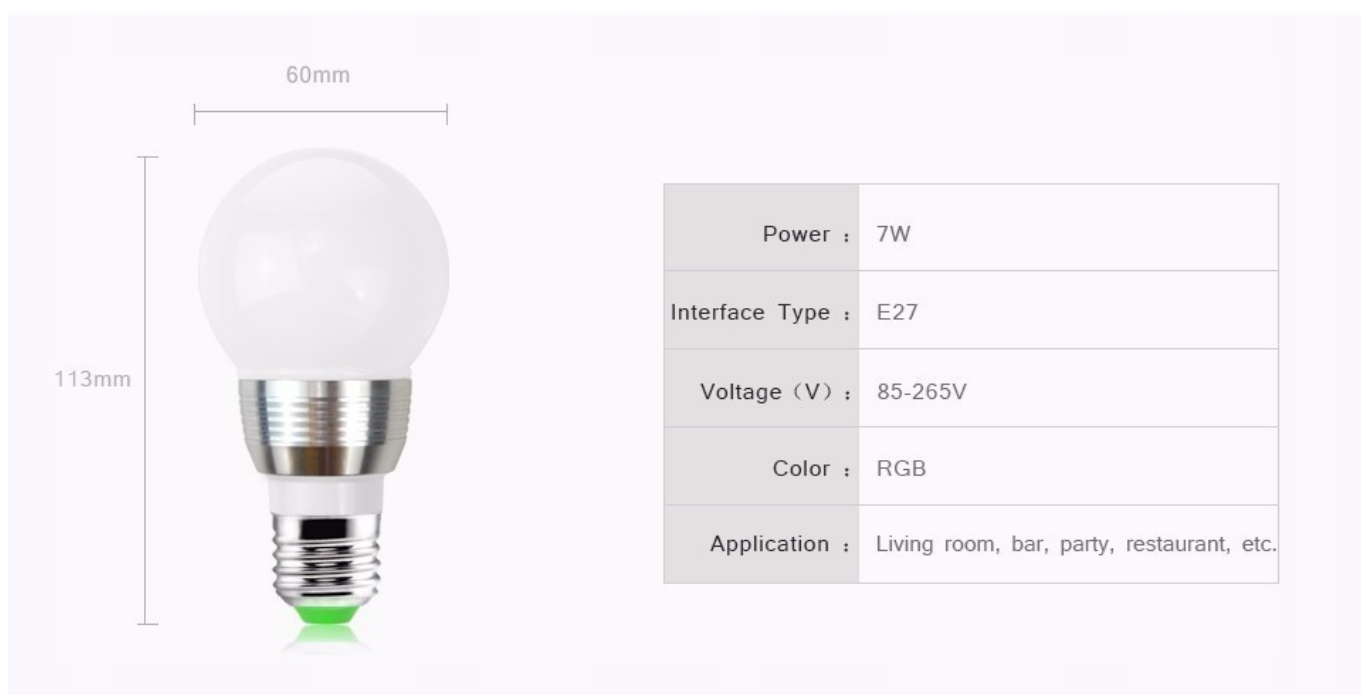 60mm
113mm
Power : 7W
Interface Type : E27
Voltage（V）: 85-265V
Color : RGB
Application : Living room, bar, party, restaurant, etc.